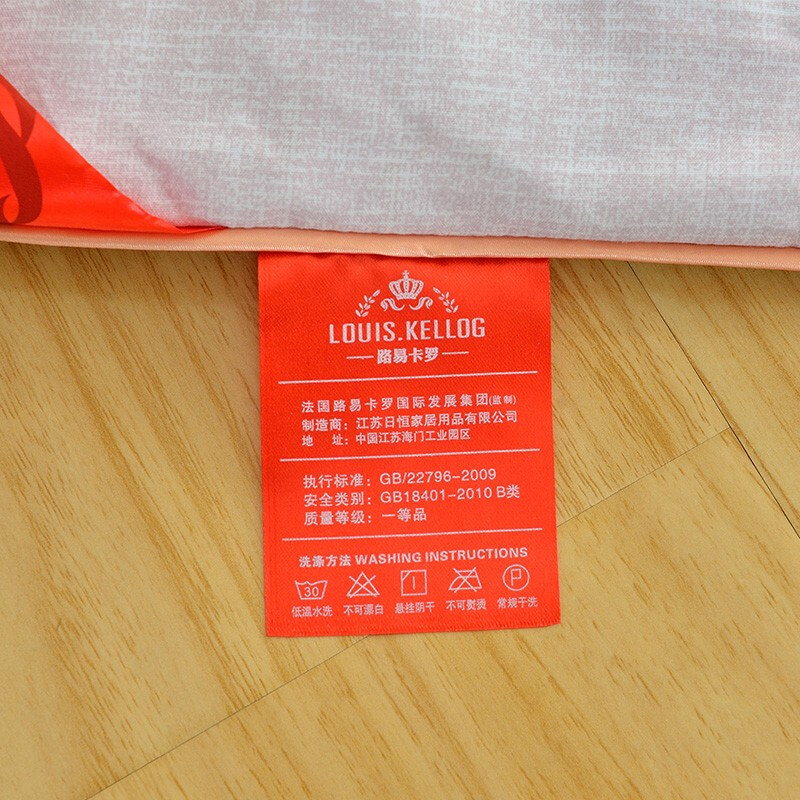 LOUIS.KELLOG
路易卡罗
法国路易卡罗国际发展集团(监制)
制造商：江苏日恒家居用品有限公司
地 址：中国江苏海门工业园区
执行标准：GB/22796-2009
安全类别：GB18401-2010 B类
质量等级：一等品
洗涤方法 WASHING INSTRUCTIONS
30 P
低温水洗 不可漂白 悬挂阴干 不可熨烫 常规干洗